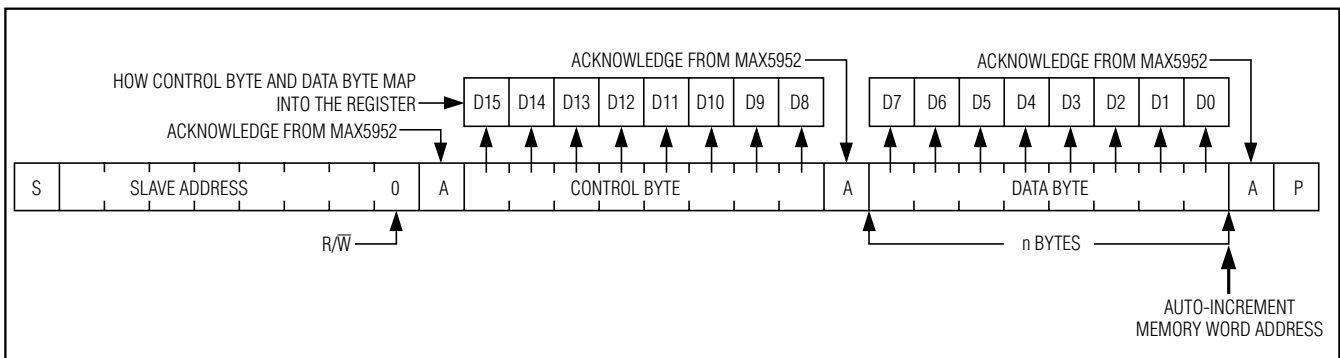 ACKNOWLEDGE FROM MAX5952
ACKNOWLEDGE FROM MAX5952
HOW CONTROL BYTE AND DATA BYTE MAP
INTO THE REGISTER
D15 D14 D13 D12 D11 D10 D9 D8
D7 D6 D5 D4 D3 D2 D1 D0
ACKNOWLEDGE FROM MAX5952
S SLAVE ADDRESS 0 A CONTROL BYTE A DATA BYTE A P
R/W̅
n BYTES
AUTO-INCREMENT
MEMORY WORD ADDRESS